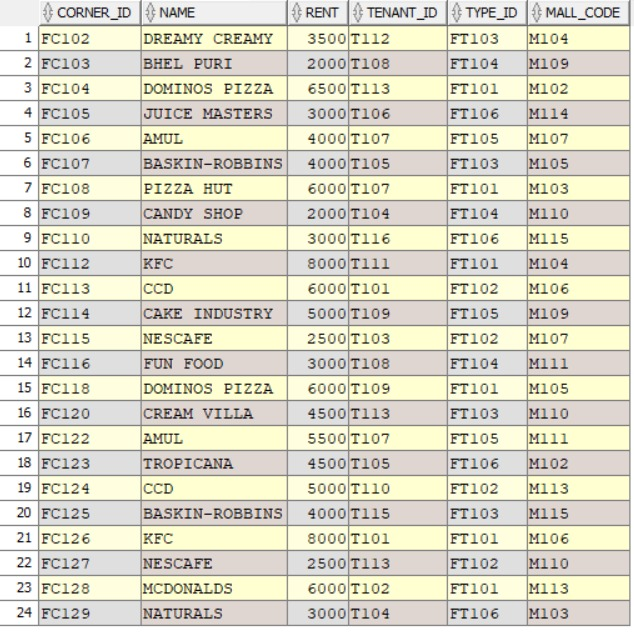 CORNER_ID NAME RENT TENANT_ID TYPE_ID MALL_CODE
1 FC102 DREAMY CREAMY 3500 T112 FT103 M104
2 FC103 BHEL PURI 2000 T108 FT104 M109
3 FC104 DOMINOS PIZZA 6500 T113 FT101 M102
4 FC105 JUICE MASTERS 3000 T106 FT106 M114
5 FC106 AMUL 4000 T107 FT105 M107
6 FC107 BASKIN-ROBBINS 4000 T105 FT103 M105
7 FC108 PIZZA HUT 6000 T107 FT101 M103
8 FC109 CANDY SHOP 2000 T104 FT104 M110
9 FC110 NATURALS 3000 T116 FT106 M115
10 FC112 KFC 8000 T111 FT101 M104
11 FC113 CCD 6000 T101 FT102 M106
12 FC114 CAKE INDUSTRY 5000 T109 FT105 M109
13 FC115 NESCAFE 2500 T103 FT102 M107
14 FC116 FUN FOOD 3000 T108 FT104 M111
15 FC118 DOMINOS PIZZA 6000 T109 FT101 M105
16 FC120 CREAM VILLA 4500 T113 FT103 M110
17 FC122 AMUL 5500 T107 FT105 M111
18 FC123 TROPICANA 4500 T105 FT106 M102
19 FC124 CCD 5000 T110 FT102 M113
20 FC125 BASKIN-ROBBINS 4000 T115 FT103 M115
21 FC126 KFC 8000 T101 FT101 M106
22 FC127 NESCAFE 2500 T113 FT102 M110
23 FC128 MCDONALDS 6000 T102 FT101 M113
24 FC129 NATURALS 3000 T104 FT106 M103